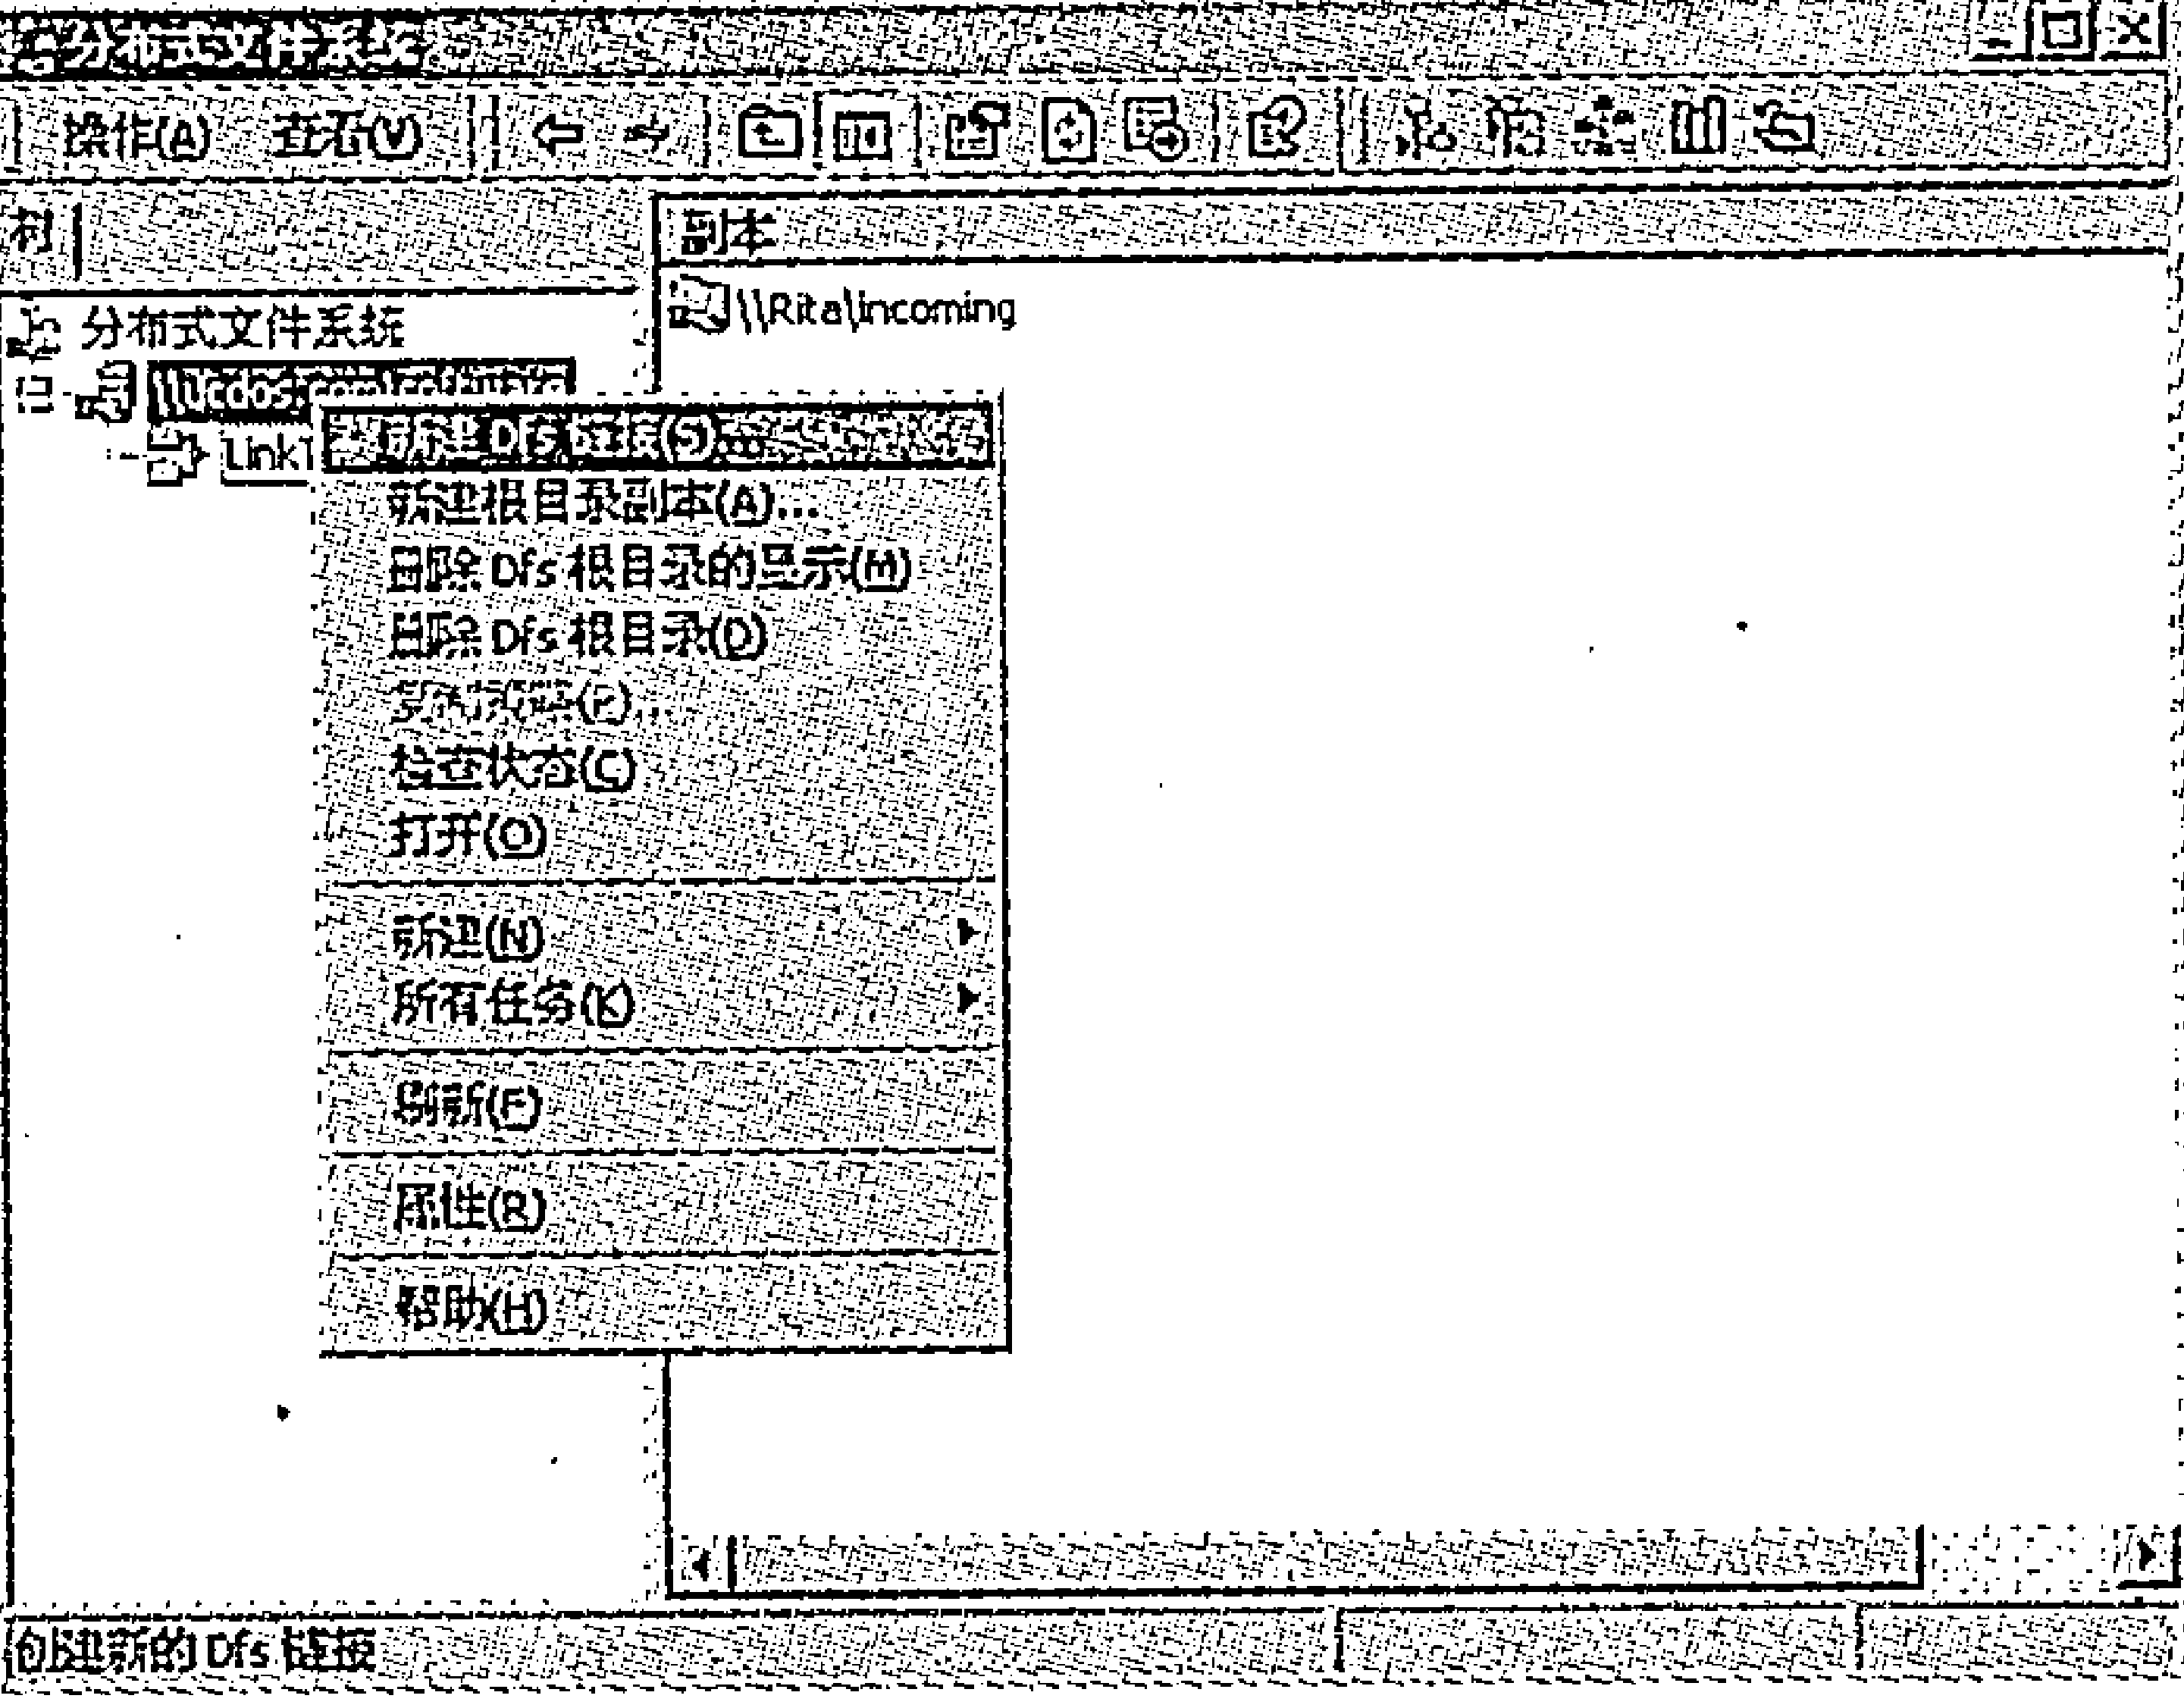 分布式文件系统
操作(A) 查看(V)
树
副本
分布式文件系统
\\Rita\incoming
新建 Dfs 链接(S)...
新建根目录副本(A)...
删除 Dfs 根目录的显示(M)
删除 Dfs 根目录(D)
检查状态(C)
打开(O)
新建(N)
所有任务(K)
刷新(F)
属性(R)
帮助(H)
创建新的 Dfs 链接